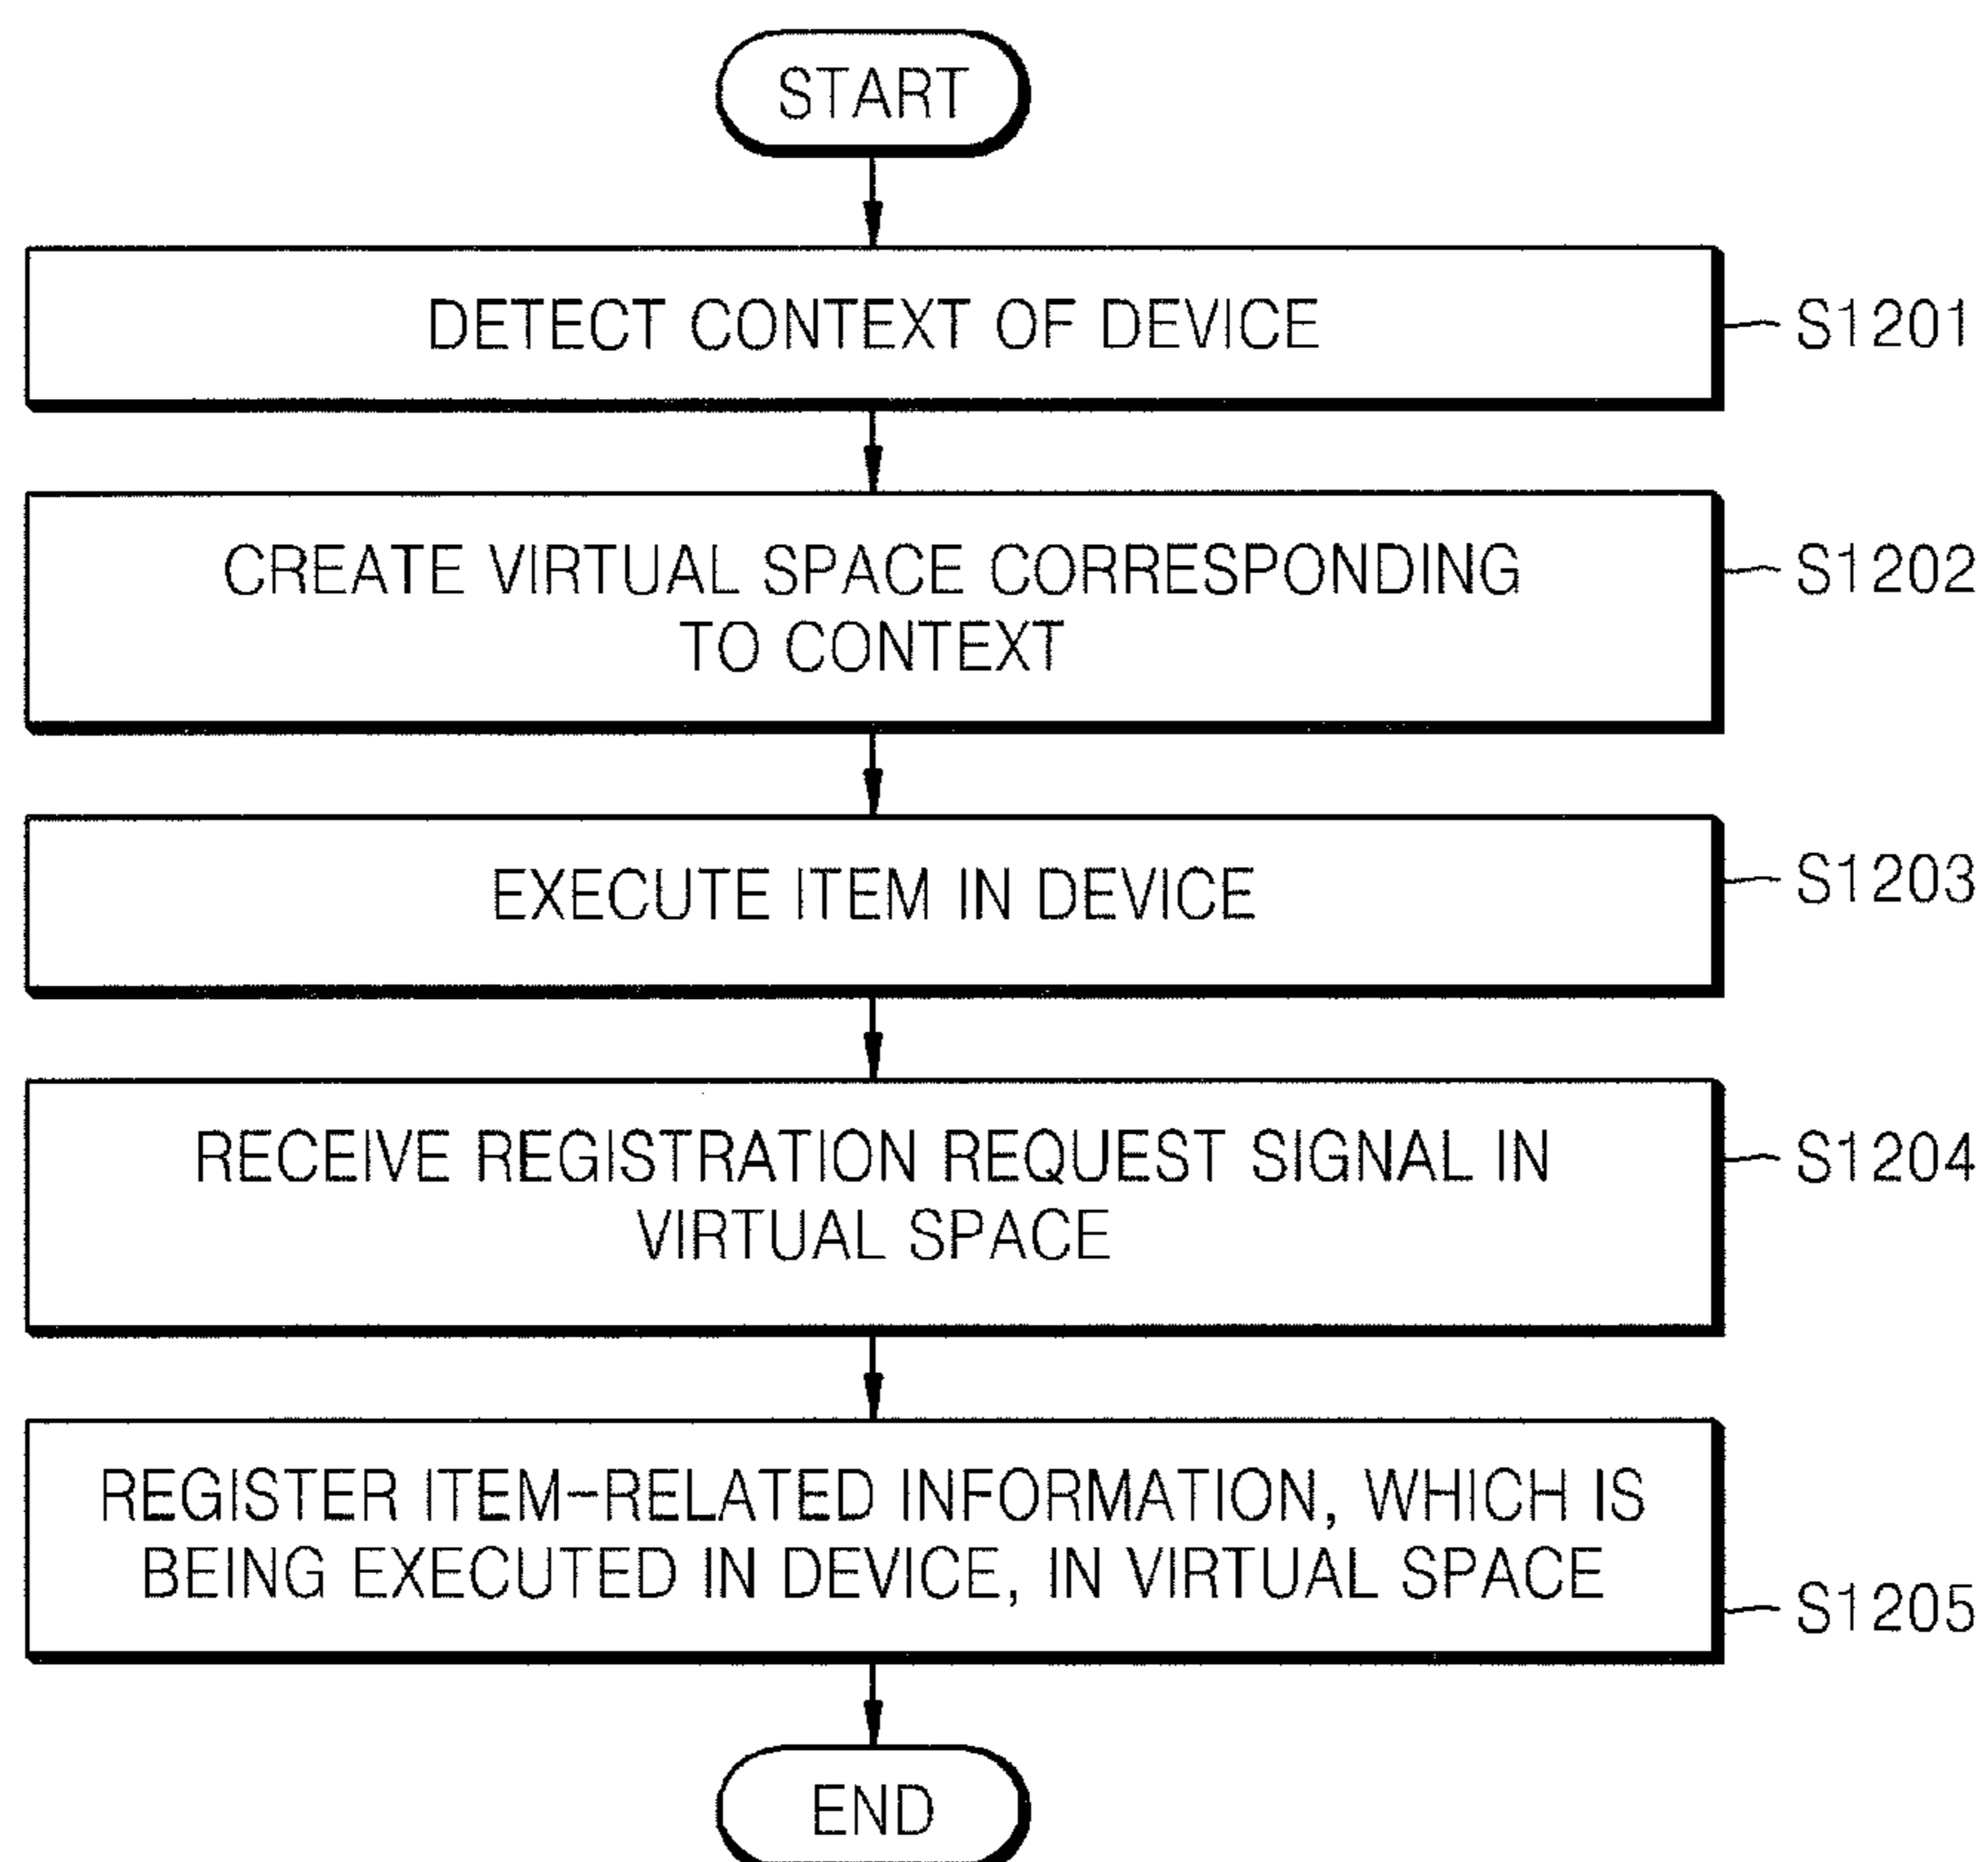 START
DETECT CONTEXT OF DEVICE
S1201
CREATE VIRTUAL SPACE CORRESPONDING
TO CONTEXT
S1202
EXECUTE ITEM IN DEVICE
S1203
RECEIVE REGISTRATION REQUEST SIGNAL IN
VIRTUAL SPACE
S1204
REGISTER ITEM-RELATED INFORMATION, WHICH IS
BEING EXECUTED IN DEVICE, IN VIRTUAL SPACE
S1205
END